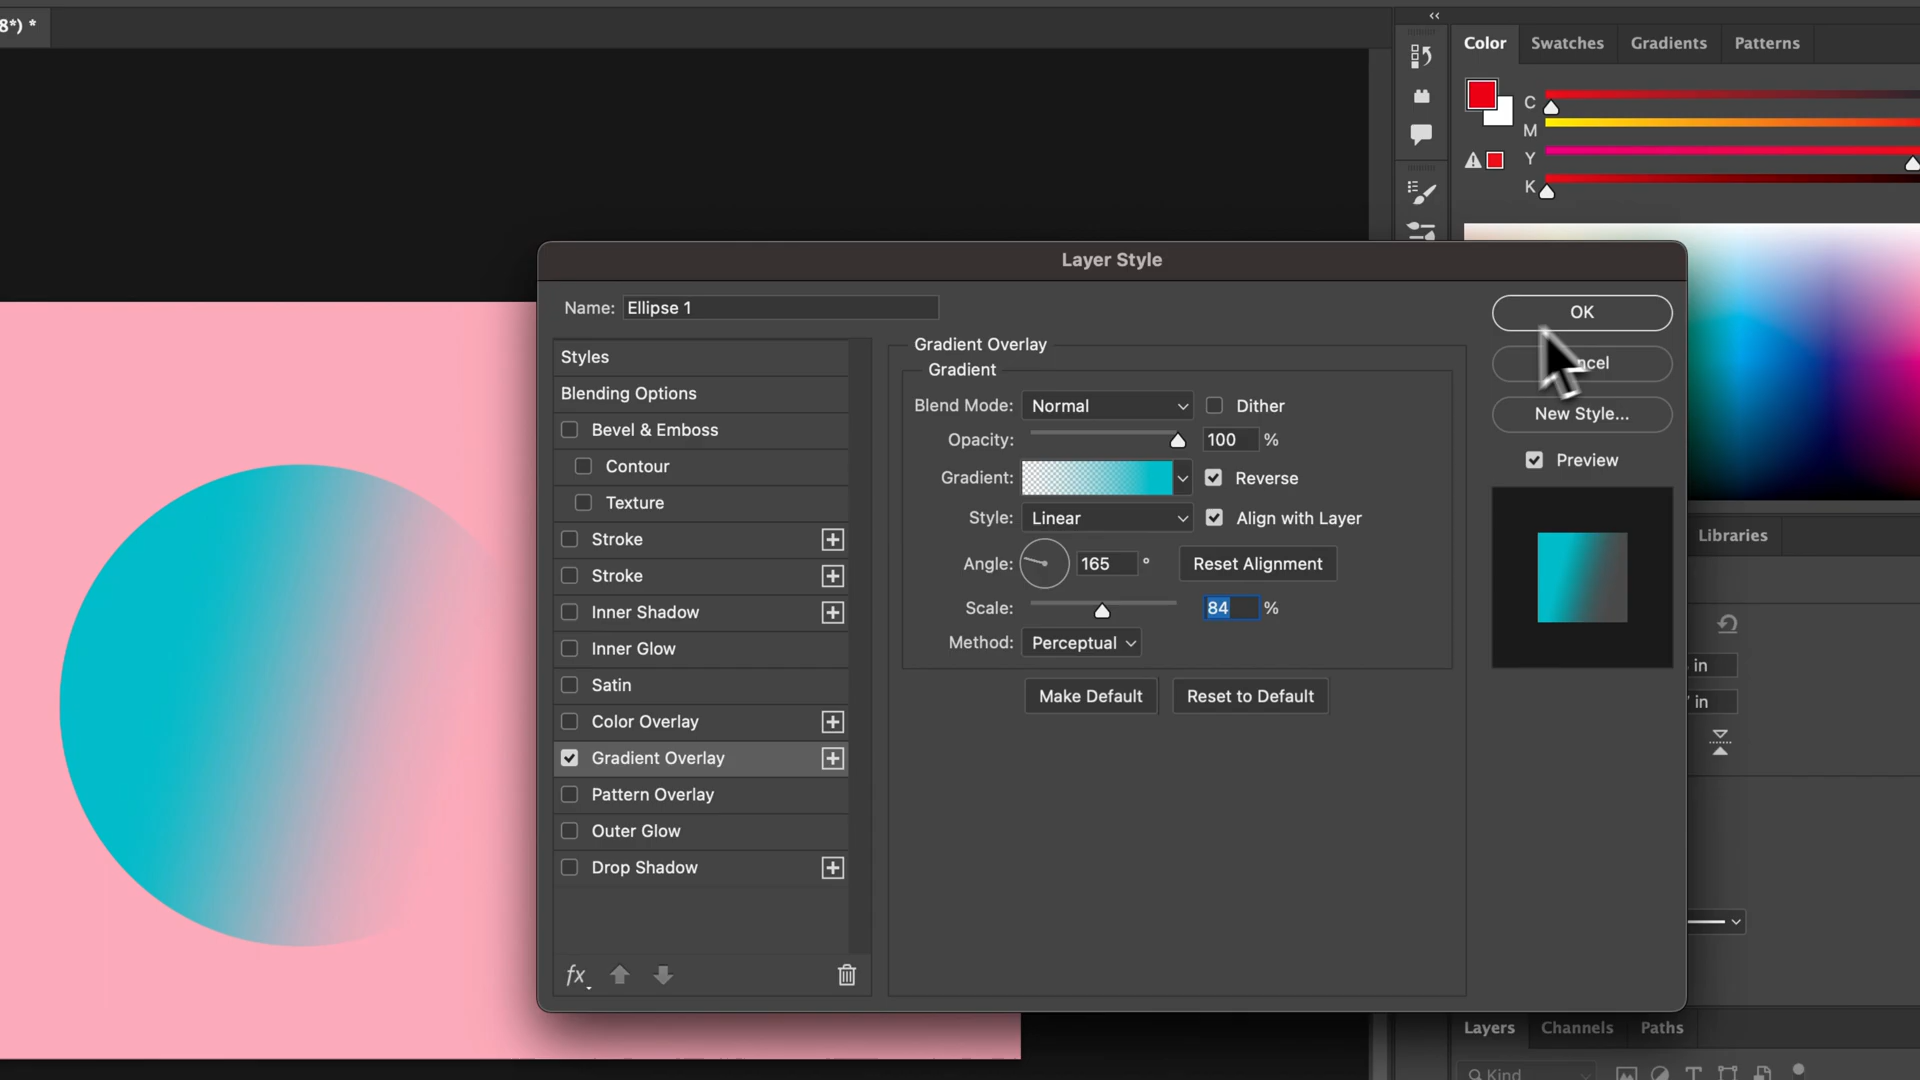 8*) *
Color Swatches Gradients Patterns
C
M
Y
K
Layer Style
Name: Ellipse 1
OK
Styles
Gradient Overlay
Gradient
Blending Options
Blend Mode: Normal Dither
New Style...
Bevel & Emboss
Opacity: 100 %
Preview
Contour
Gradient: Reverse
Texture
Style: Linear Align with Layer
Stroke
Libraries
Angle: 165 ° Reset Alignment
Stroke
Scale: 84 %
Inner Shadow
Method: Perceptual
Inner Glow
in
Satin
Make Default Reset to Default
in
Color Overlay
Gradient Overlay
Pattern Overlay
Outer Glow
Drop Shadow
fx
Layers Channels Paths
Kind